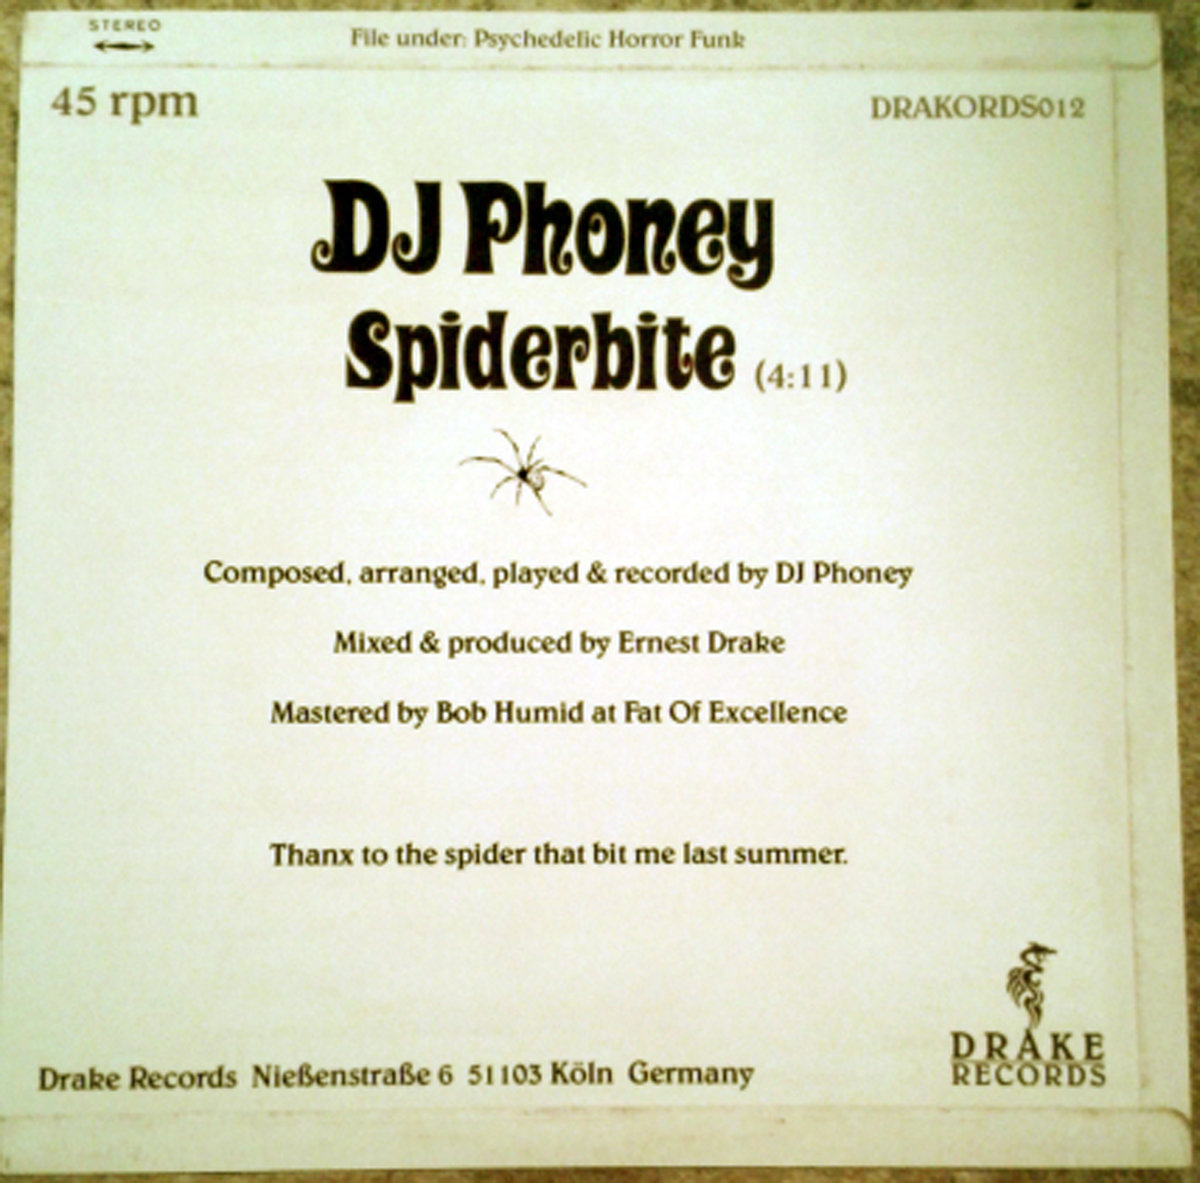 STEREO
File under: Psychedelic Horror Funk
45 rpm
DRAKORDS012
DJ Phoney
Spiderbite (4:11)
Composed, arranged, played & recorded by DJ Phoney
Mixed & produced by Ernest Drake
Mastered by Bob Humid at Fat Of Excellence
Thanx to the spider that bit me last summer.
DRAKE
RECORDS
Drake Records Nießenstraße 6 51103 Köln Germany